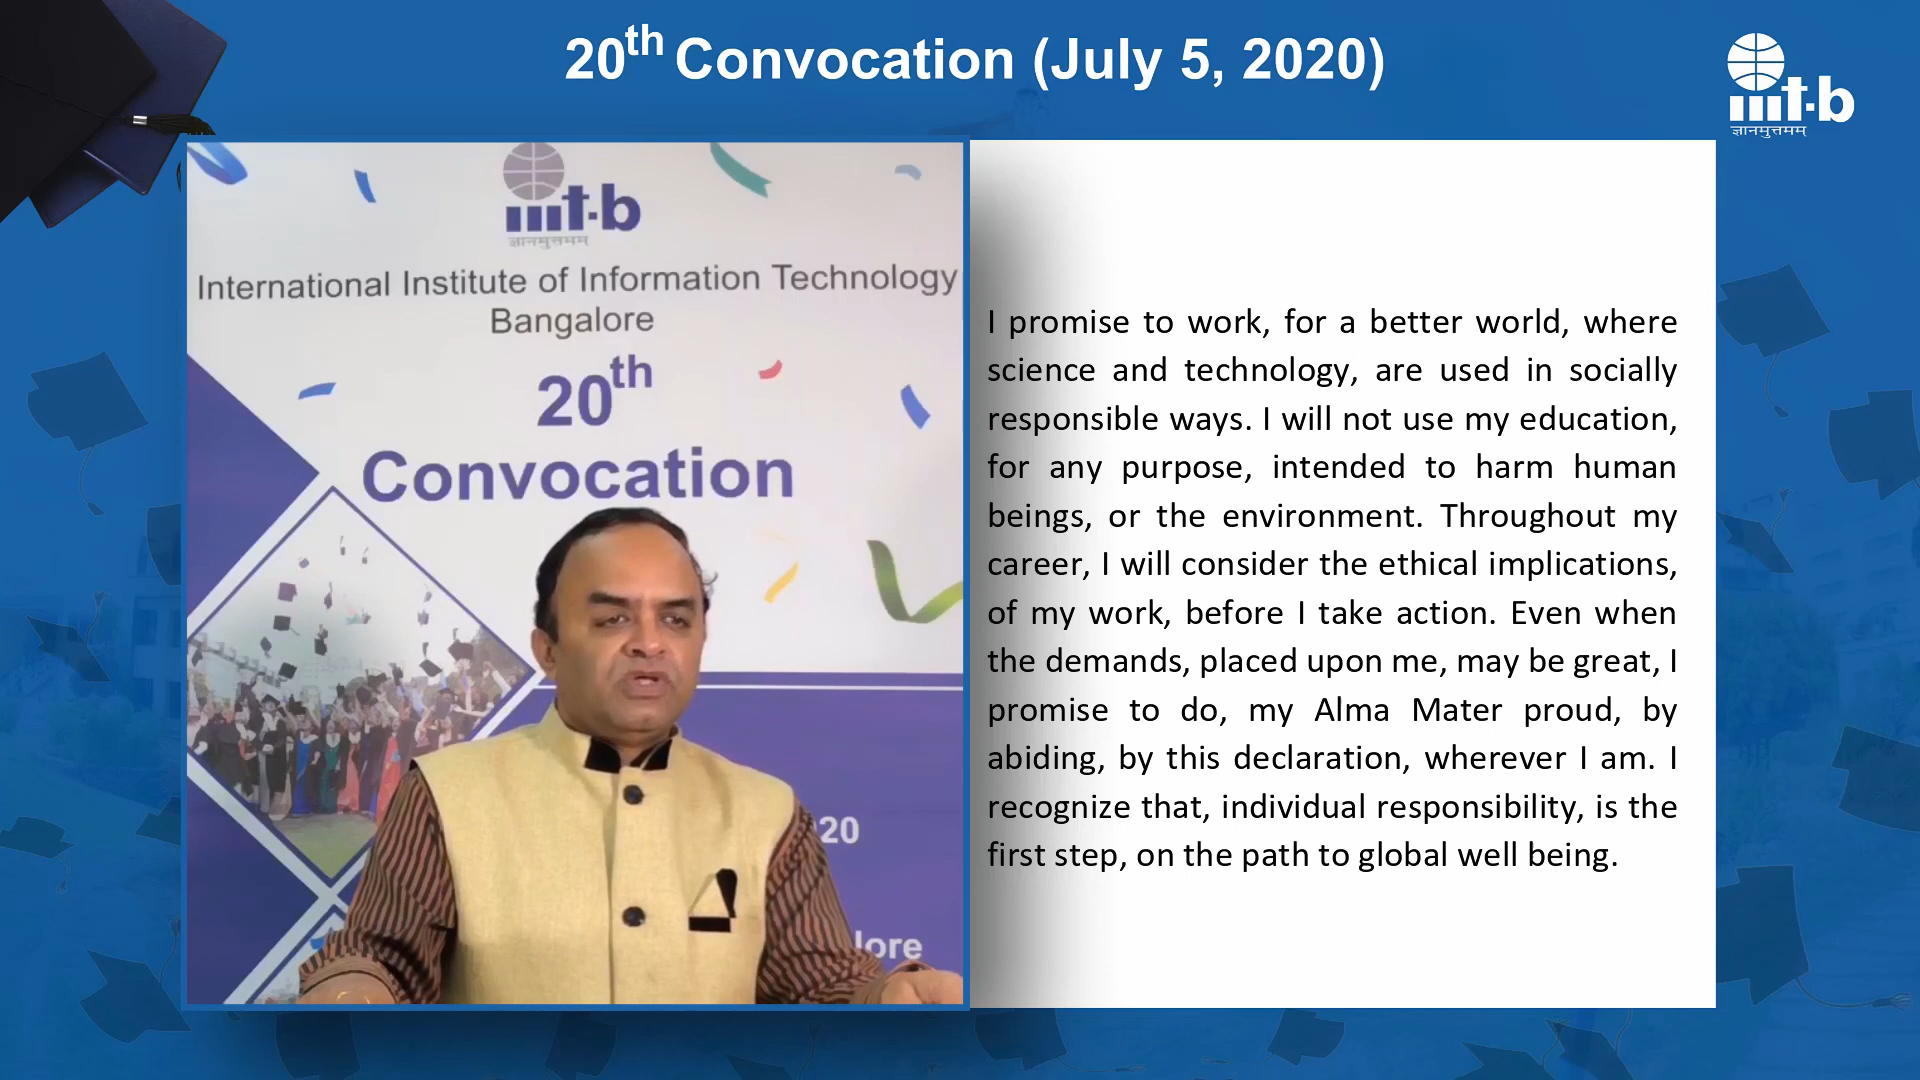 20th Convocation (July 5, 2020)
iiit-b
ज्ञानमुत्तमम्
iiit-b
ज्ञानमुत्तमम्
International Institute of Information Technology
Bangalore
20th
Convocation
20
lore
I promise to work, for a better world, where
science and technology, are used in socially
responsible ways. I will not use my education,
for any purpose, intended to harm human
beings, or the environment. Throughout my
career, I will consider the ethical implications,
of my work, before I take action. Even when
the demands, placed upon me, may be great, I
promise to do, my Alma Mater proud, by
abiding, by this declaration, wherever I am. I
recognize that, individual responsibility, is the
first step, on the path to global well being.